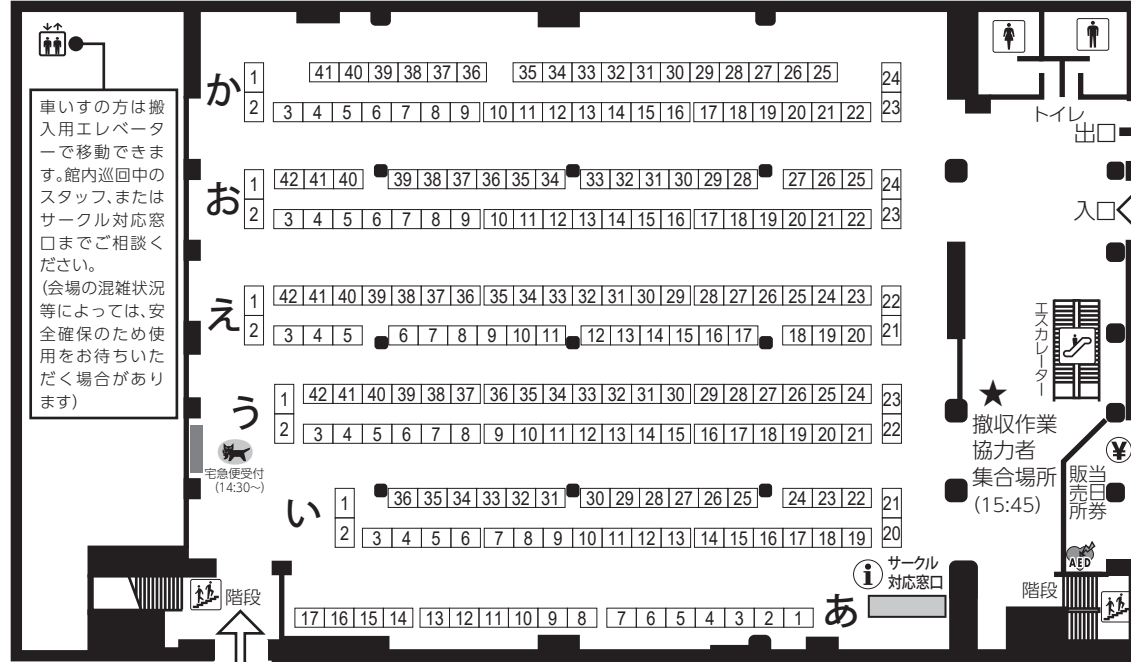 車いすの方は搬
入用エレベータ
ーで移動できま
す。館内巡回中の
スタッフ、または
サークル対応窓
口までご相談く
ださい。
(会場の混雑状況
等によっては、安
全確保のため使
用をお待ちいた
だく場合があり
ます)
か
1
41 40 39 38 37 36 35 34 33 32 31 30 29 28 27 26 25
24
2
3 4 5 6 7 8 9 10 11 12 13 14 15 16 17 18 19 20 21 22
23
お
1
42 41 40 39 38 37 36 35 34 33 32 31 30 29 28 27 26 25
24
2
3 4 5 6 7 8 9 10 11 12 13 14 15 16 17 18 19 20 21 22
23
え
1
42 41 40 39 38 37 36 35 34 33 32 31 30 29 28 27 26 25 24 23
22
2
3 4 5 6 7 8 9 10 11 12 13 14 15 16 17 18 19 20
21
う
1
42 41 40 39 38 37 36 35 34 33 32 31 30 29 28 27 26 25 24
23
2
3 4 5 6 7 8 9 10 11 12 13 14 15 16 17 18 19 20 21
22
宅急便受付
(14:30～)
い
1
36 35 34 33 32 31 30 29 28 27 26 25 24 23 22
21
2
3 4 5 6 7 8 9 10 11 12 13 14 15 16 17 18 19
20
17 16 15 14 13 12 11 10 9 8 7 6 5 4 3 2 1
あ
i
サークル
対応窓口
階段
トイレ
出口
入口
エスカレーター
★
撤収作業
協力者
集合場所
(15:45)
¥
当日券
販売所
AED
階段